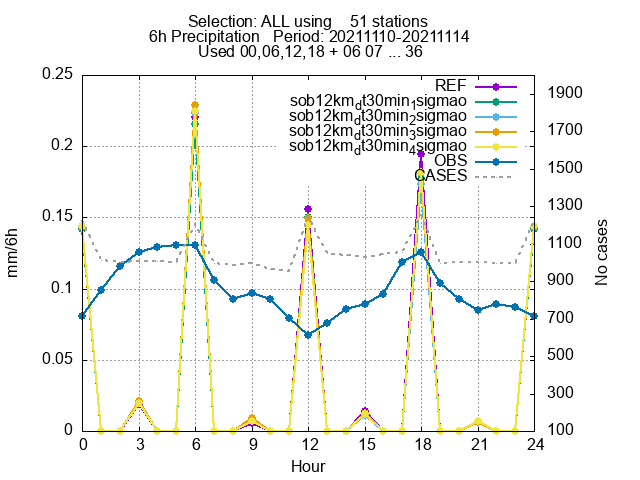 Selection: ALL using 51 stations
6h Precipitation Period: 20211110-20211114
Used 00,06,12,18 + 06 07 ... 36
0.25
0.2
0.15
0.1
0.05
0
mm/6h
REF
sob12km_dt30min_1sigmao
sob12km_dt30min_2sigmao
sob12km_dt30min_3sigmao
sob12km_dt30min_4sigmao
OBS
CASES
1900
1700
1500
1300
1100
900
700
500
300
100
No cases
0 3 6 9 12 15 18 21 24
Hour